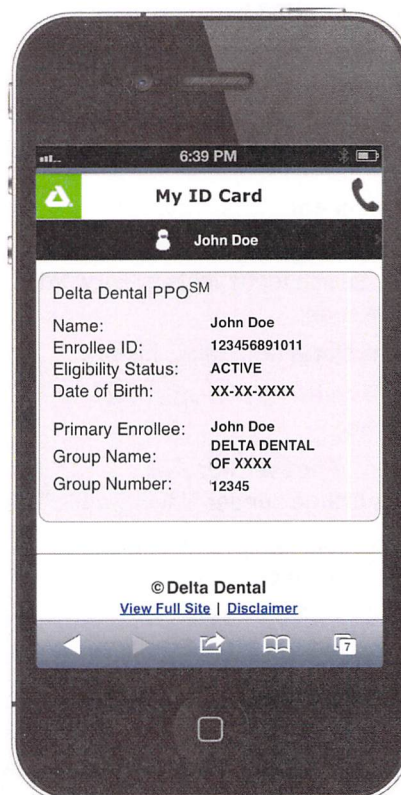 6:39 PM
My ID Card
John Doe
Delta Dental PPO℠
Name: John Doe
Enrollee ID: 123456891011
Eligibility Status: ACTIVE
Date of Birth: XX-XX-XXXX
Primary Enrollee: John Doe
Group Name: DELTA DENTAL
OF XXXX
Group Number: 12345
© Delta Dental
View Full Site | Disclaimer
7